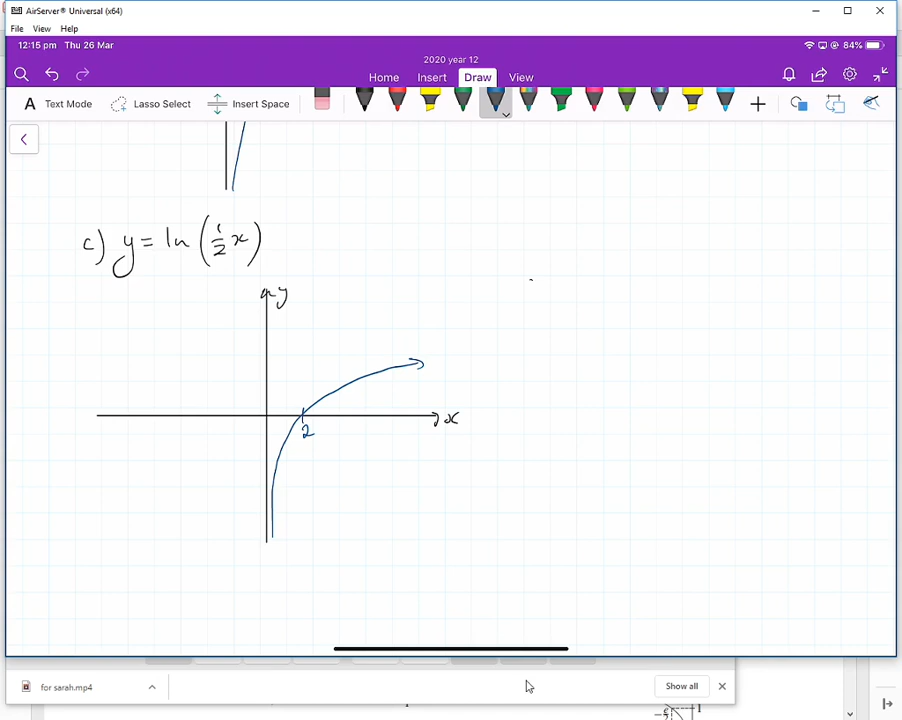 AirServer® Universal (x64)
File View Help
12:15 pm Thu 26 Mar
84%
2020 year 12
Home Insert Draw View
A Text Mode Lasso Select Insert Space
c) y = ln (1/2 x)
y
x
2
for sarah.mp4
Show all